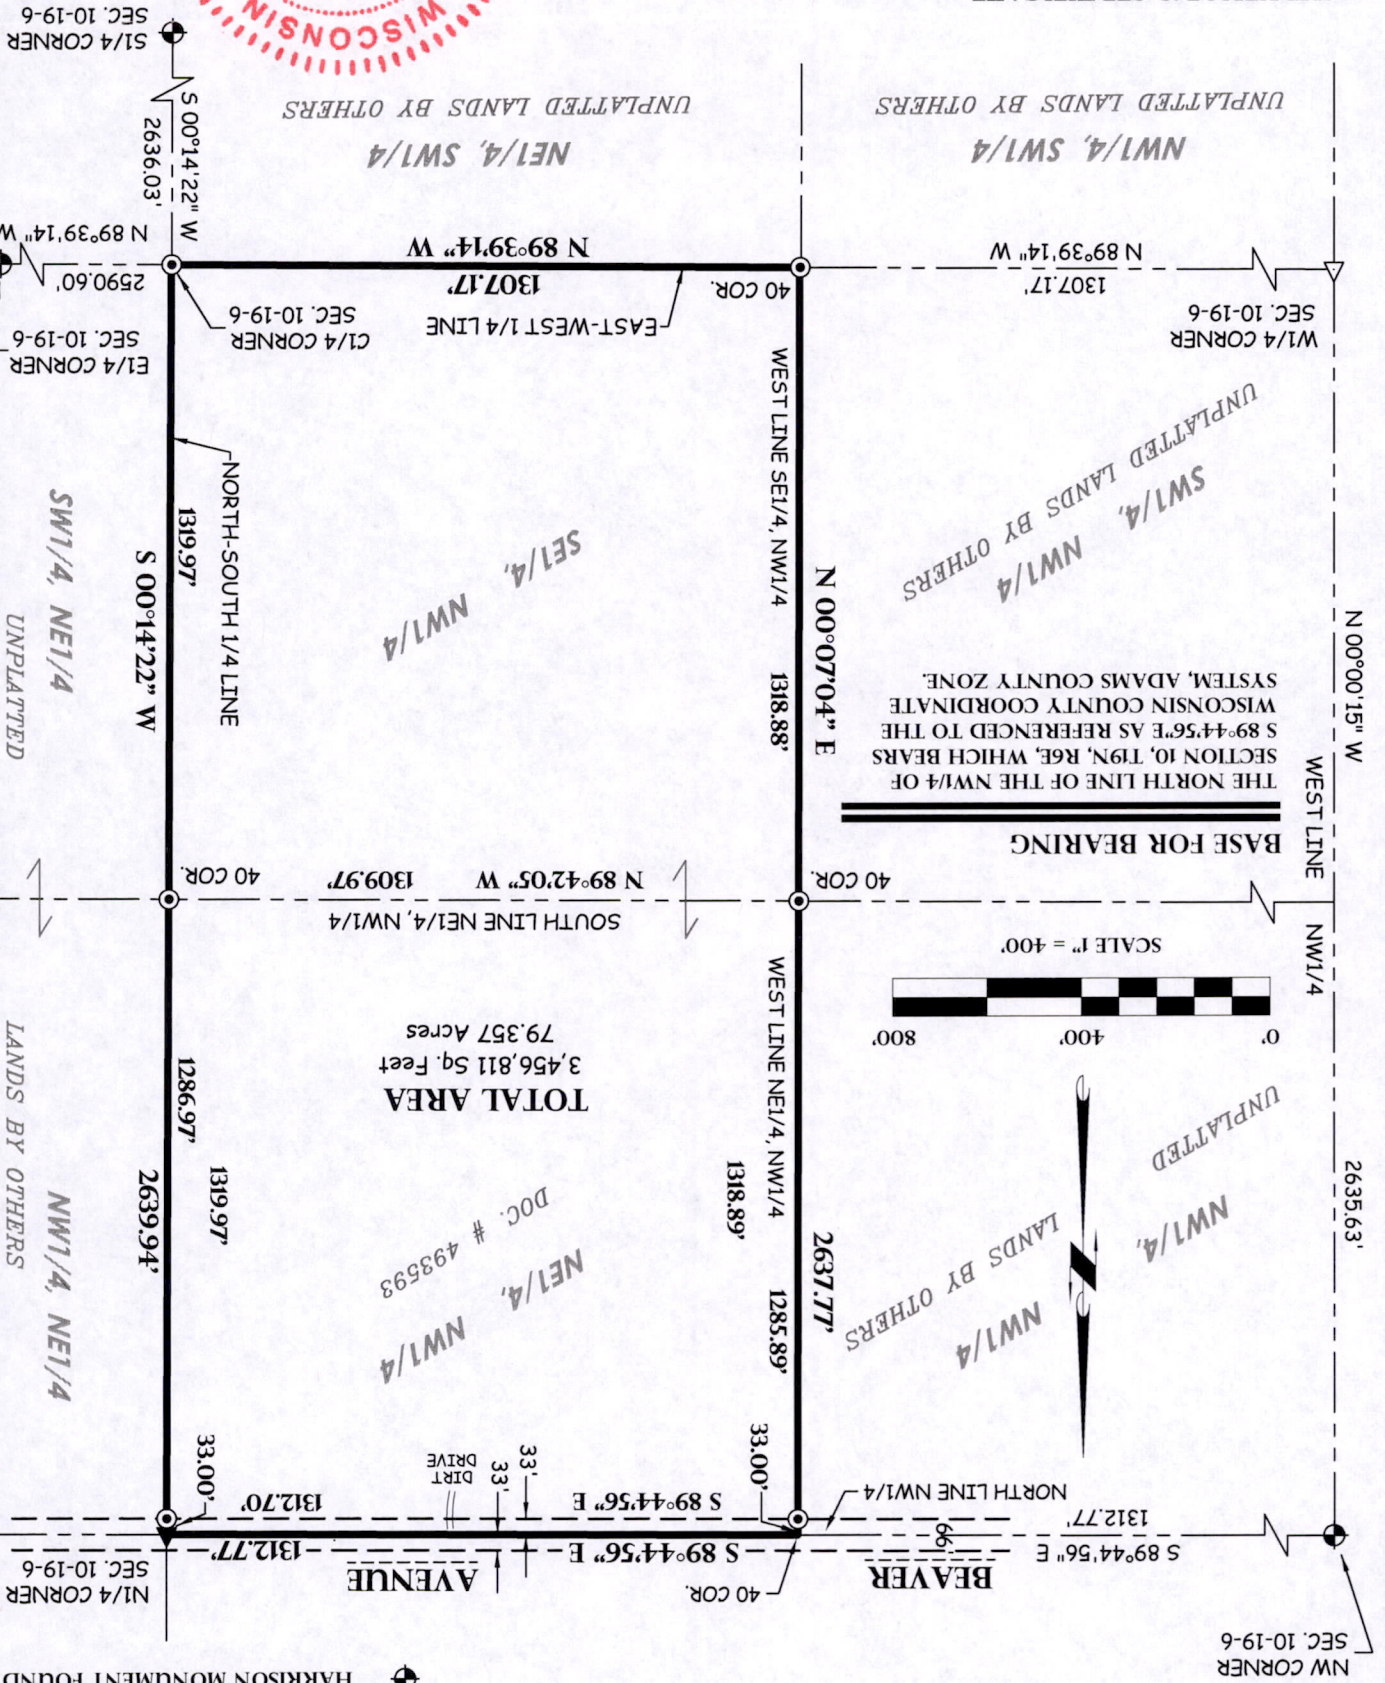 HARRISON MONUMENT FOUND
NW CORNER
SEC. 10-19-6
S 89°44'56" E
1312.77'
NORTH LINE NW1/4
BEAVER
66'
AVENUE
40 COR.
S 89°44'56" E
1312.77'
N1/4 CORNER
SEC. 10-19-6
S 89°44'56" E
1312.70'
33'
33'
DIRT
DRIVE
33.00'
33.00'
UNPLATTED
LANDS BY OTHERS
NW1/4,
NW1/4
NE1/4,
NW1/4
DOC. # 493593
TOTAL AREA
3,456,811 Sq. Feet
79.357 Acres
WEST LINE NE1/4, NW1/4
1285.89'
1318.89'
2637.77'
1319.97'
1286.97'
2639.94'
NW1/4, NE1/4
LANDS BY OTHERS
2635.63'
0'
400'
800'
SCALE 1" = 400'
WEST LINE
NW1/4
N 00°00'15" W
SOUTH LINE NE1/4, NW1/4
N 89°42'05" W
1309.97'
40 COR.
40 COR.
BASE FOR BEARING
THE NORTH LINE OF THE NW1/4 OF
SECTION 10, T19N, R6E, WHICH BEARS
S 89°44'56"E AS REFERENCED TO THE
WISCONSIN COUNTY COORDINATE
SYSTEM, ADAMS COUNTY ZONE.
N 00°07'04" E
1318.88'
WEST LINE SE1/4, NW1/4
SE1/4,
NW1/4
NORTH-SOUTH 1/4 LINE
1319.97'
S 00°14'22" W
SW1/4, NE1/4
UNPLATTED
SW1/4,
NW1/4
UNPLATTED LANDS BY OTHERS
W1/4 CORNER
SEC. 10-19-6
1307.17'
N 89°39'14" W
40 COR.
EAST-WEST 1/4 LINE
1307.17'
N 89°39'14" W
C1/4 CORNER
SEC. 10-19-6
E1/4 CORNER
SEC. 10-19-6
2590.60'
N 89°39'14" W
NW1/4, SW1/4
UNPLATTED LANDS BY OTHERS
NE1/4, SW1/4
UNPLATTED LANDS BY OTHERS
S 00°14'22" W
2636.03'
S1/4 CORNER
SEC. 10-19-6
WISCONSIN